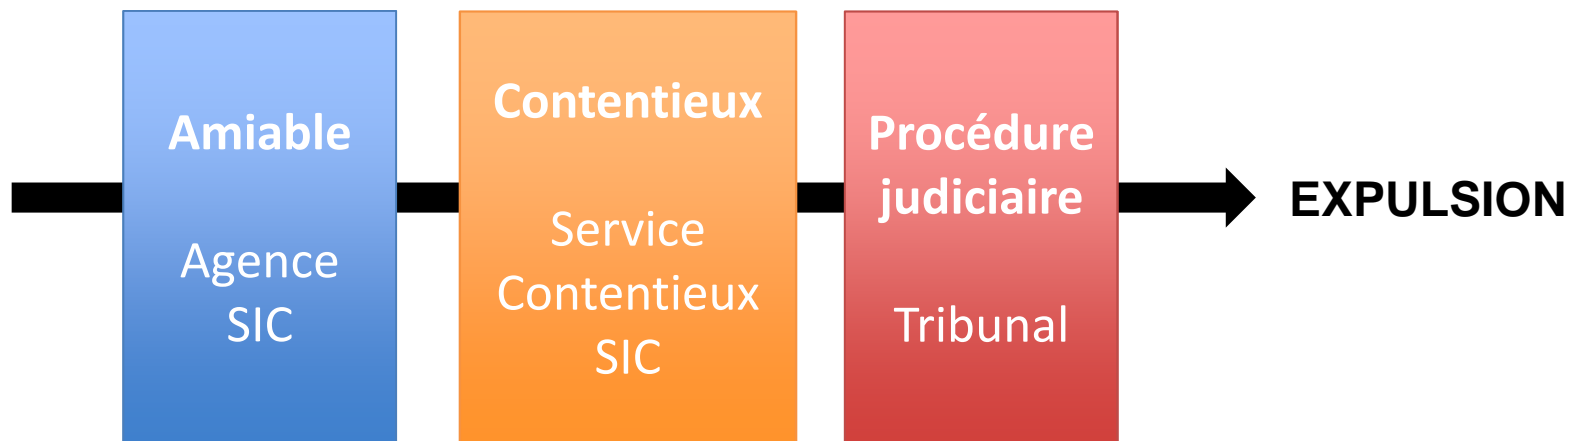 Amiable
Agence
SIC
Contentieux
Service
Contentieux
SIC
Procédure
judiciaire
Tribunal
EXPULSION